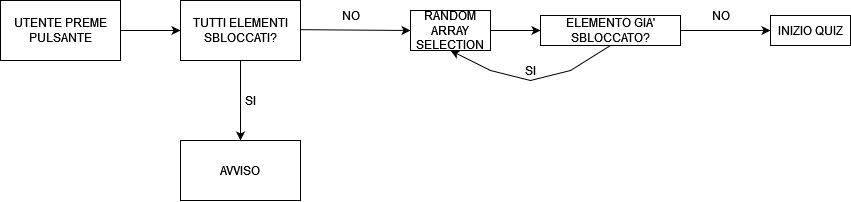 UTENTE PREME
PULSANTE
TUTTI ELEMENTI
SBLOCCATI?
NO
RANDOM
ARRAY
SELECTION
ELEMENTO GIA'
SBLOCCATO?
NO
INIZIO QUIZ
SI
SI
AVVISO